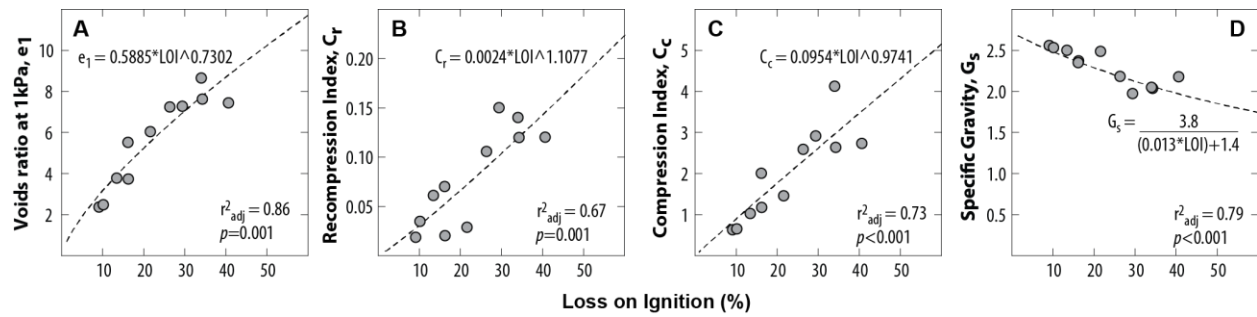 A
Voids ratio at 1kPa, e1
10
8
6
4
2
e1=0.5885*LOI^0.7302
r2adj = 0.86
p=0.001
10 20 30 40 50
B
Recompression Index, Cr
0.20
0.15
0.10
0.05
Cr=0.0024*LOI^1.1077
r2adj = 0.67
p=0.001
10 20 30 40 50
C
Compression Index, Cc
5
4
3
2
1
Cc=0.0954*LOI^0.9741
r2adj = 0.73
p<0.001
10 20 30 40 50
D
Specific Gravity, Gs
2.5
2.0
1.5
1.0
0.5
Gs = 3.8
(0.013*LOI)+1.4
r2adj = 0.79
p<0.001
10 20 30 40 50
Loss on Ignition (%)